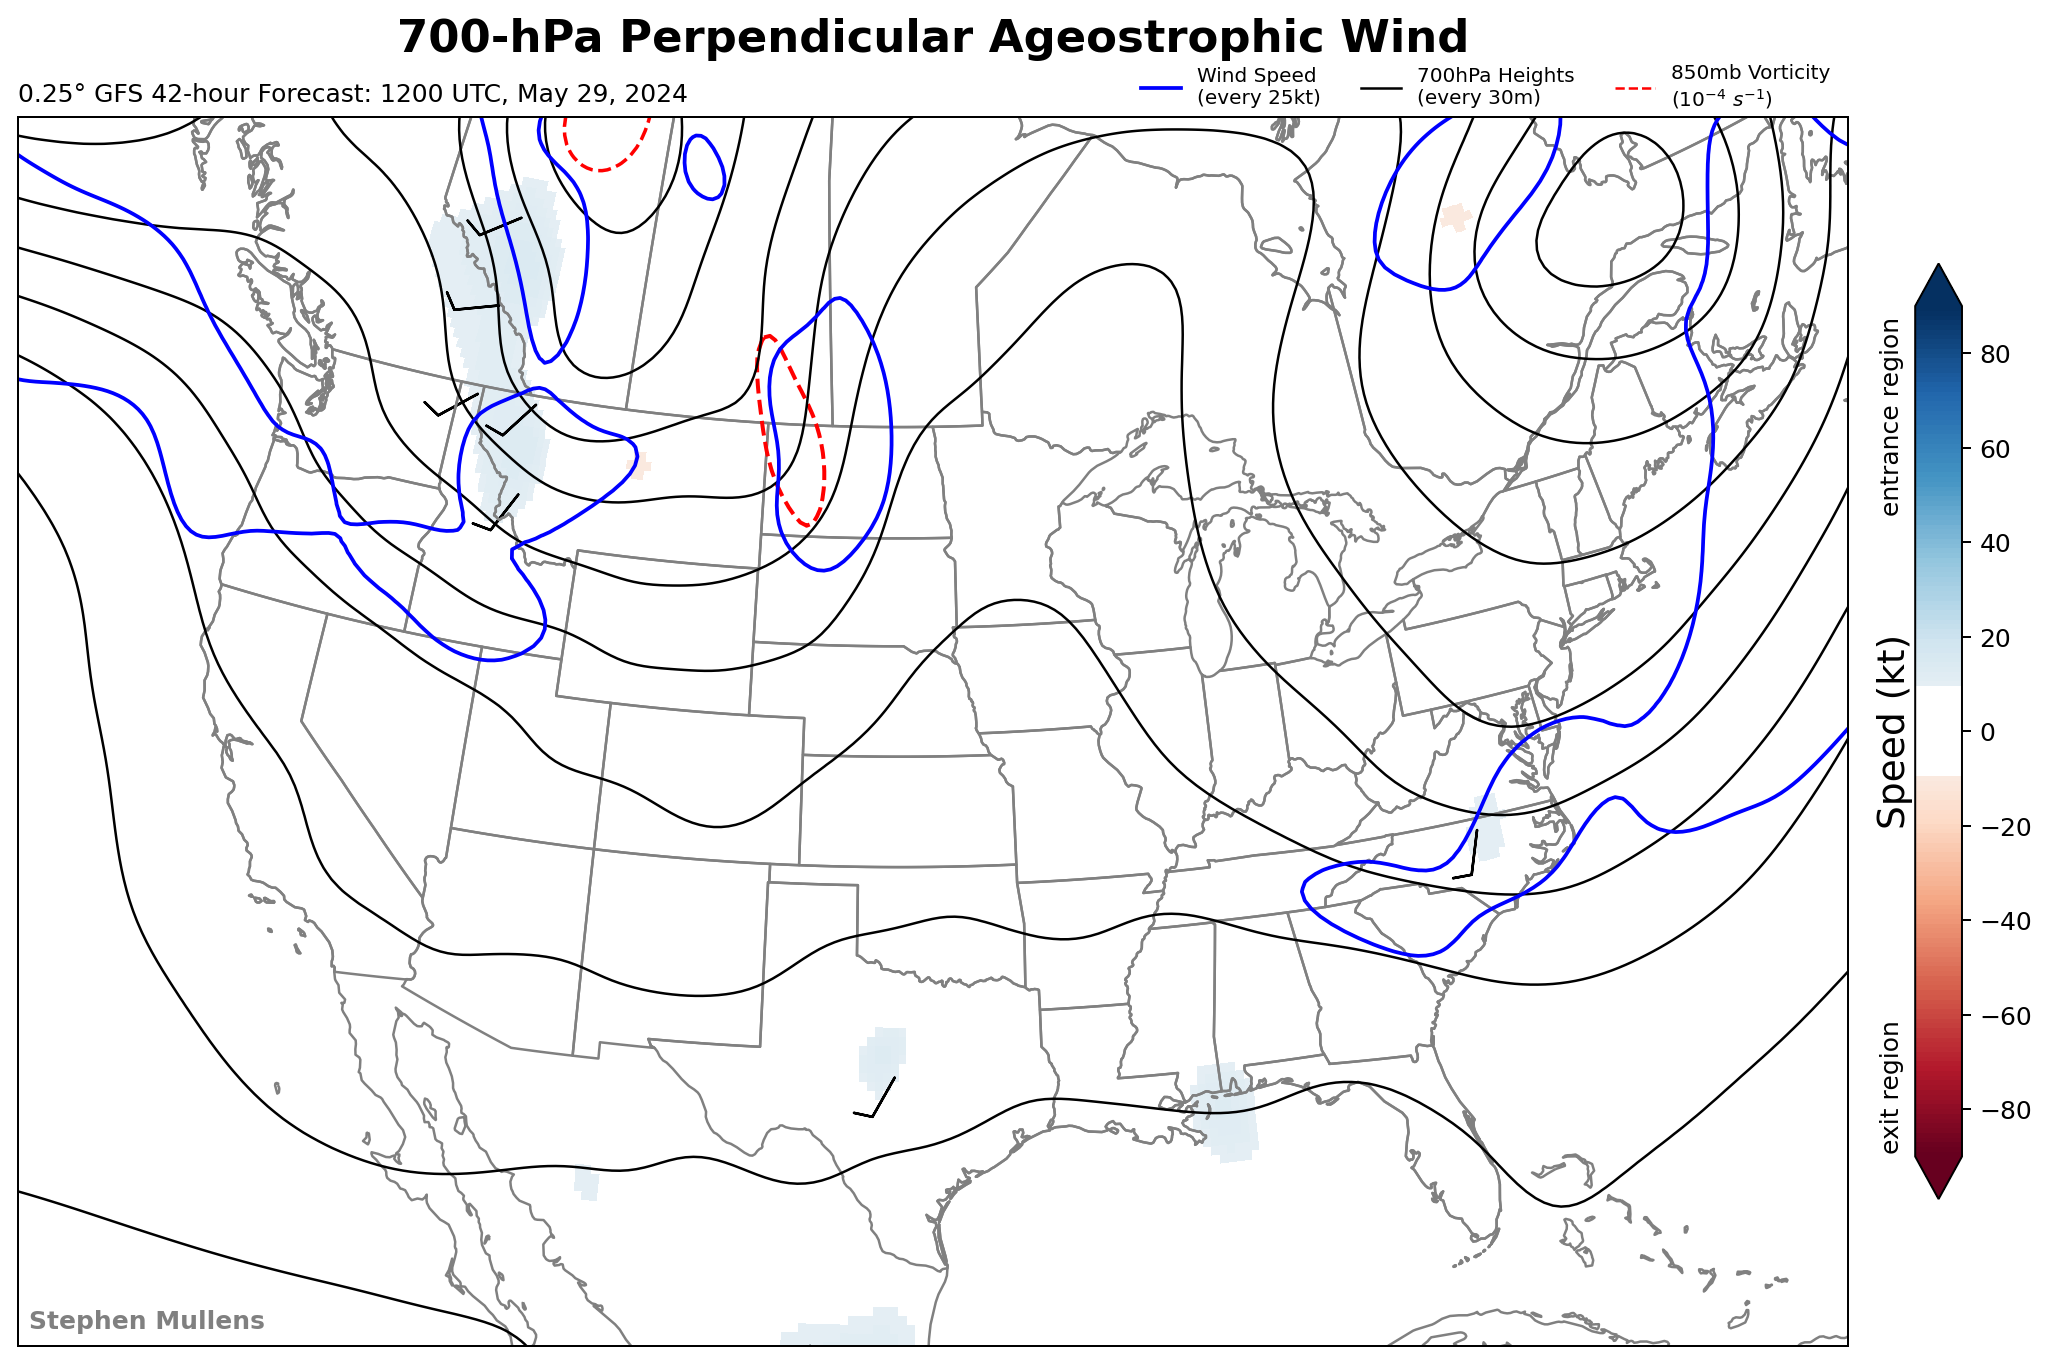 700-hPa Perpendicular Ageostrophic Wind
0.25° GFS 42-hour Forecast: 1200 UTC, May 29, 2024
Wind Speed
(every 25kt)
700hPa Heights
(every 30m)
850mb Vorticity
(10⁻⁴ s⁻¹)
entrance region
Speed (kt)
exit region
80
60
40
20
0
−20
−40
−60
−80
Stephen Mullens